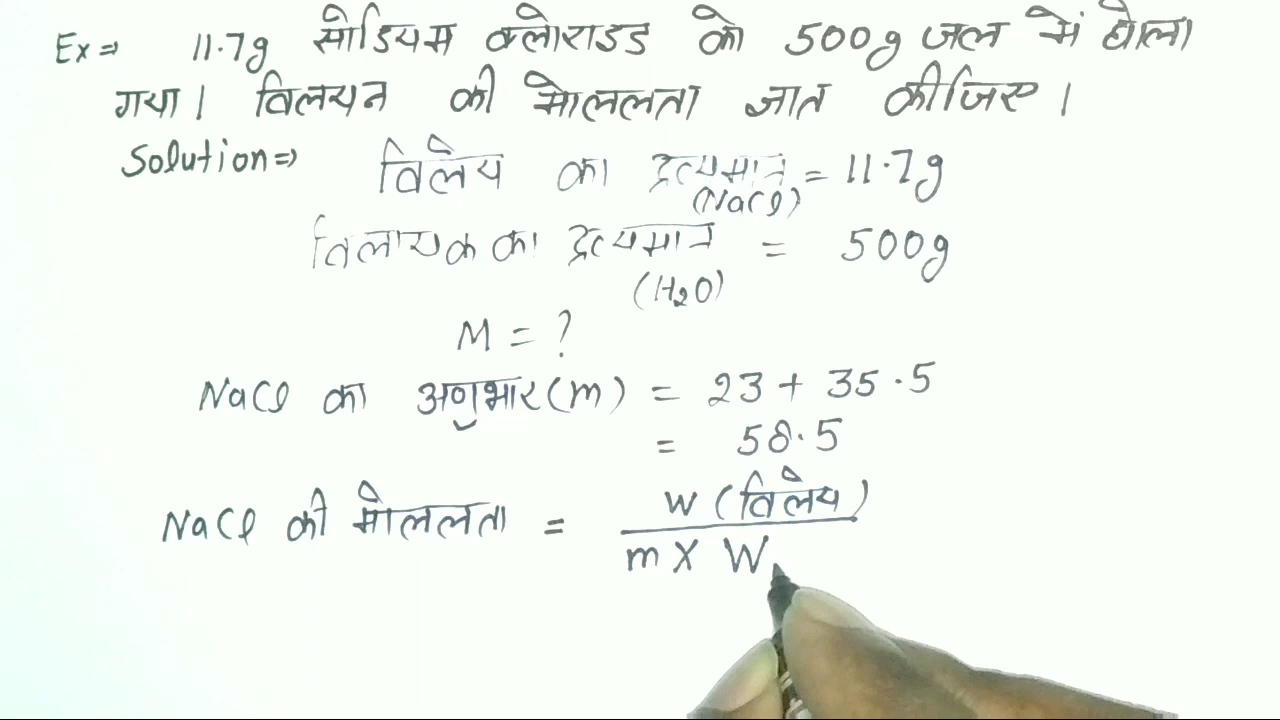 Ex⇒ 11.7g सोडियम क्लोराइड को 500g जल में घोला
गया। विलयन की मोललता ज्ञात कीजिए।
Solution⇒ विलेय का द्रव्यमान = 11.7g
(NaCl)
विलायक का द्रव्यमान = 500g
(H₂O)
M = ?
NaCl का अणुभार(m) = 23 + 35.5
= 58.5
NaCl की मोललता = W (विलेय)
m X W